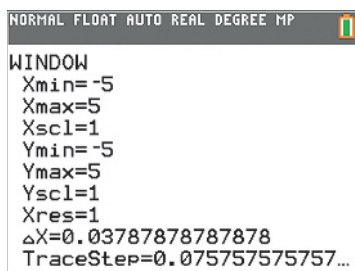 NORMAL FLOAT AUTO REAL DEGREE MP
WINDOW
Xmin=-5
Xmax=5
Xscl=1
Ymin=-5
Ymax=5
Yscl=1
Xres=1
△X=0.03787878787878
TraceStep=0.075757575757…